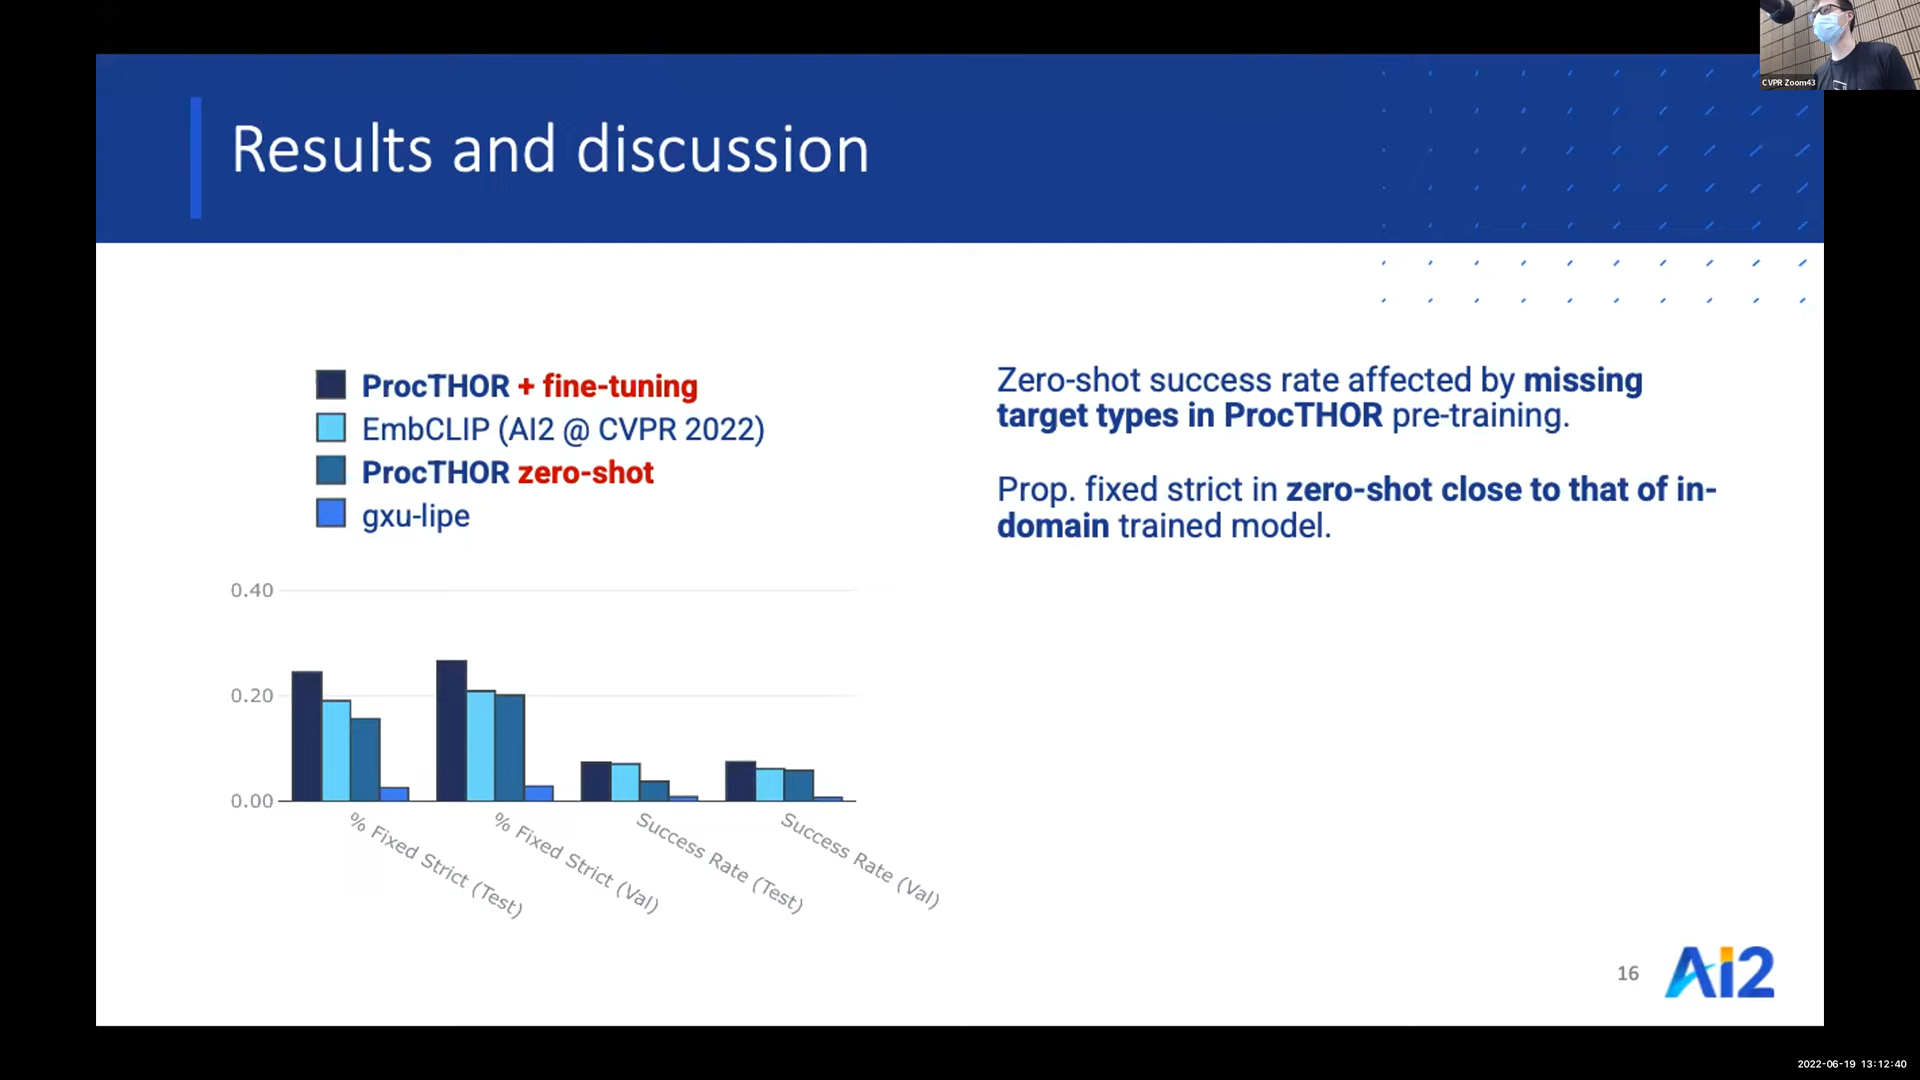 CVPR Zoom43
Results and discussion
ProcTHOR + fine-tuning
EmbCLIP (AI2 @ CVPR 2022)
ProcTHOR zero-shot
gxu-lipe
Zero-shot success rate affected by missing
target types in ProcTHOR pre-training.
Prop. fixed strict in zero-shot close to that of in-
domain trained model.
0.40
0.20
0.00
% Fixed Strict (Test)
% Fixed Strict (Val)
Success Rate (Test)
Success Rate (Val)
16
Ai2
2022-06-19 13:12:40